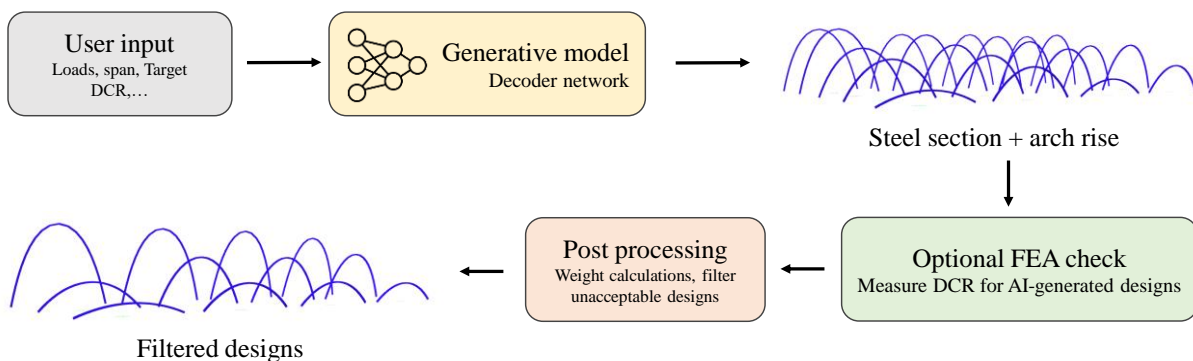 User input
Loads, span, Target
DCR,...
Generative model
Decoder network
Steel section + arch rise
Optional FEA check
Measure DCR for AI-generated designs
Post processing
Weight calculations, filter
unacceptable designs
Filtered designs